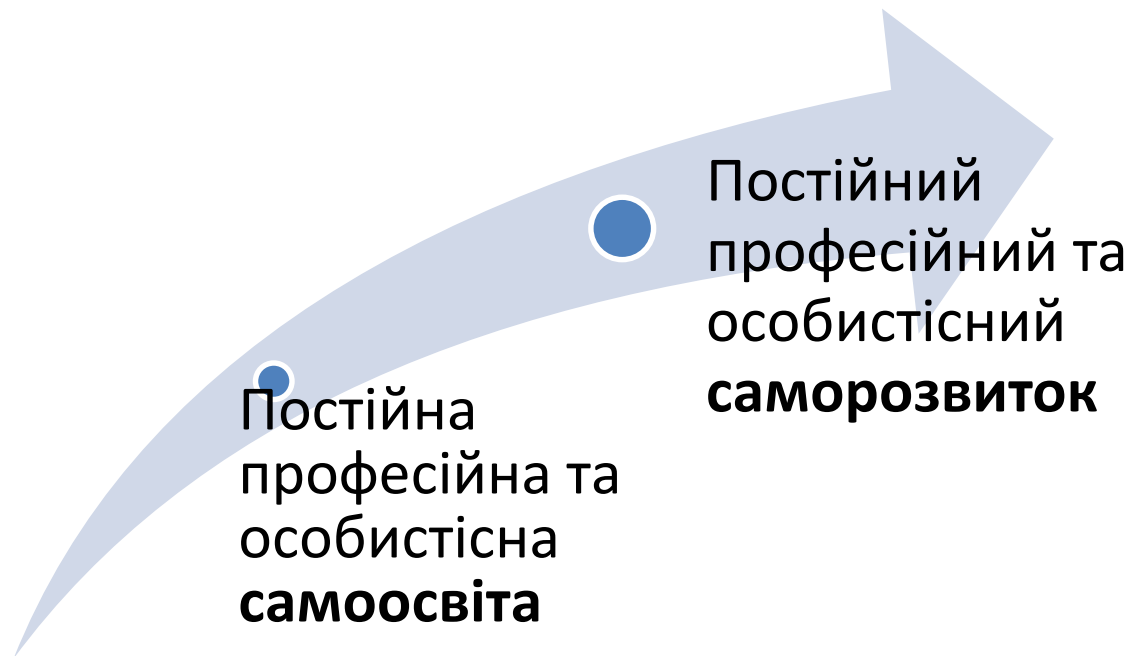 Постійна
професійна та
особистісна
самоосвіта
Постійний
професійний та
особистісний
саморозвиток